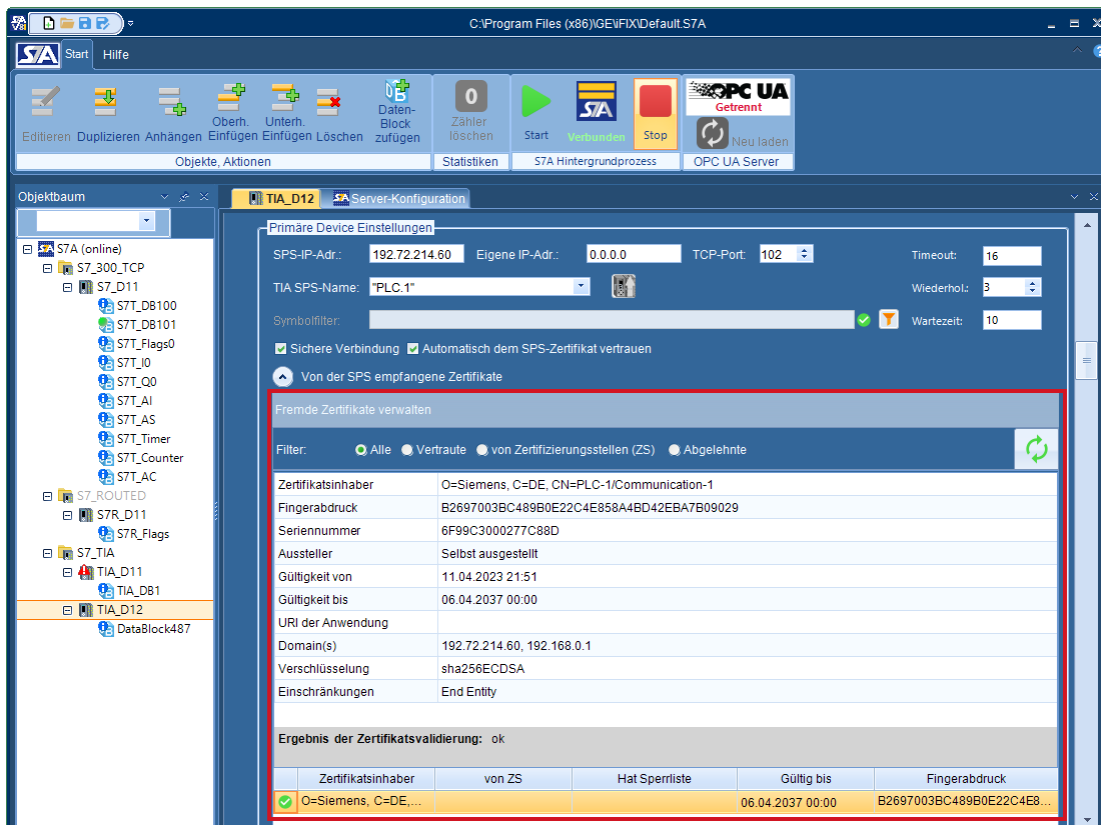 C:\Program Files (x86)\GE\iFIX\Default.S7A
S7A Start Hilfe
Editieren Duplizieren Anhängen Oberh. Einfügen Unterh. Einfügen Löschen Daten-Block zufügen
0 Zähler löschen
Start S7A Verbunden Stop
OPC UA Getrennt Neu laden
Objekte, Aktionen Statistiken S7A Hintergrundprozess OPC UA Server
Objektbaum
S7A (online)
S7_300_TCP
S7_D11
S7T_DB100
S7T_DB101
S7T_Flags0
S7T_I0
S7T_Q0
S7T_AI
S7T_AS
S7T_Timer
S7T_Counter
S7T_AC
S7_ROUTED
S7R_D11
S7R_Flags
S7_TIA
TIA_D11
TIA_DB1
TIA_D12
DataBlock487
TIA_D12 Server-Konfiguration
Primäre Device Einstellungen
SPS-IP-Adr.: 192.72.214.60 Eigene IP-Adr.: 0.0.0.0 TCP-Port: 102 Timeout: 16
TIA SPS-Name: "PLC.1" Wiederhol.: 3
Symbolfilter: Wartezeit: 10
Sichere Verbindung Automatisch dem SPS-Zertifikat vertrauen
Von der SPS empfangene Zertifikate
Fremde Zertifikate verwalten
Filter: Alle Vertraute von Zertifizierungsstellen (ZS) Abgelehnte
Zertifikatsinhaber O=Siemens, C=DE, CN=PLC-1/Communication-1
Fingerabdruck B2697003BC489B0E22C4E858A4BD42EBA7B09029
Seriennummer 6F99C3000277C88D
Aussteller Selbst ausgestellt
Gültigkeit von 11.04.2023 21:51
Gültigkeit bis 06.04.2037 00:00
URI der Anwendung
Domain(s) 192.72.214.60, 192.168.0.1
Verschlüsselung sha256ECDSA
Einschränkungen End Entity
Ergebnis der Zertifikatsvalidierung: ok
Zertifikatsinhaber von ZS Hat Sperrliste Gültig bis Fingerabdruck
O=Siemens, C=DE,... 06.04.2037 00:00 B2697003BC489B0E22C4E8...